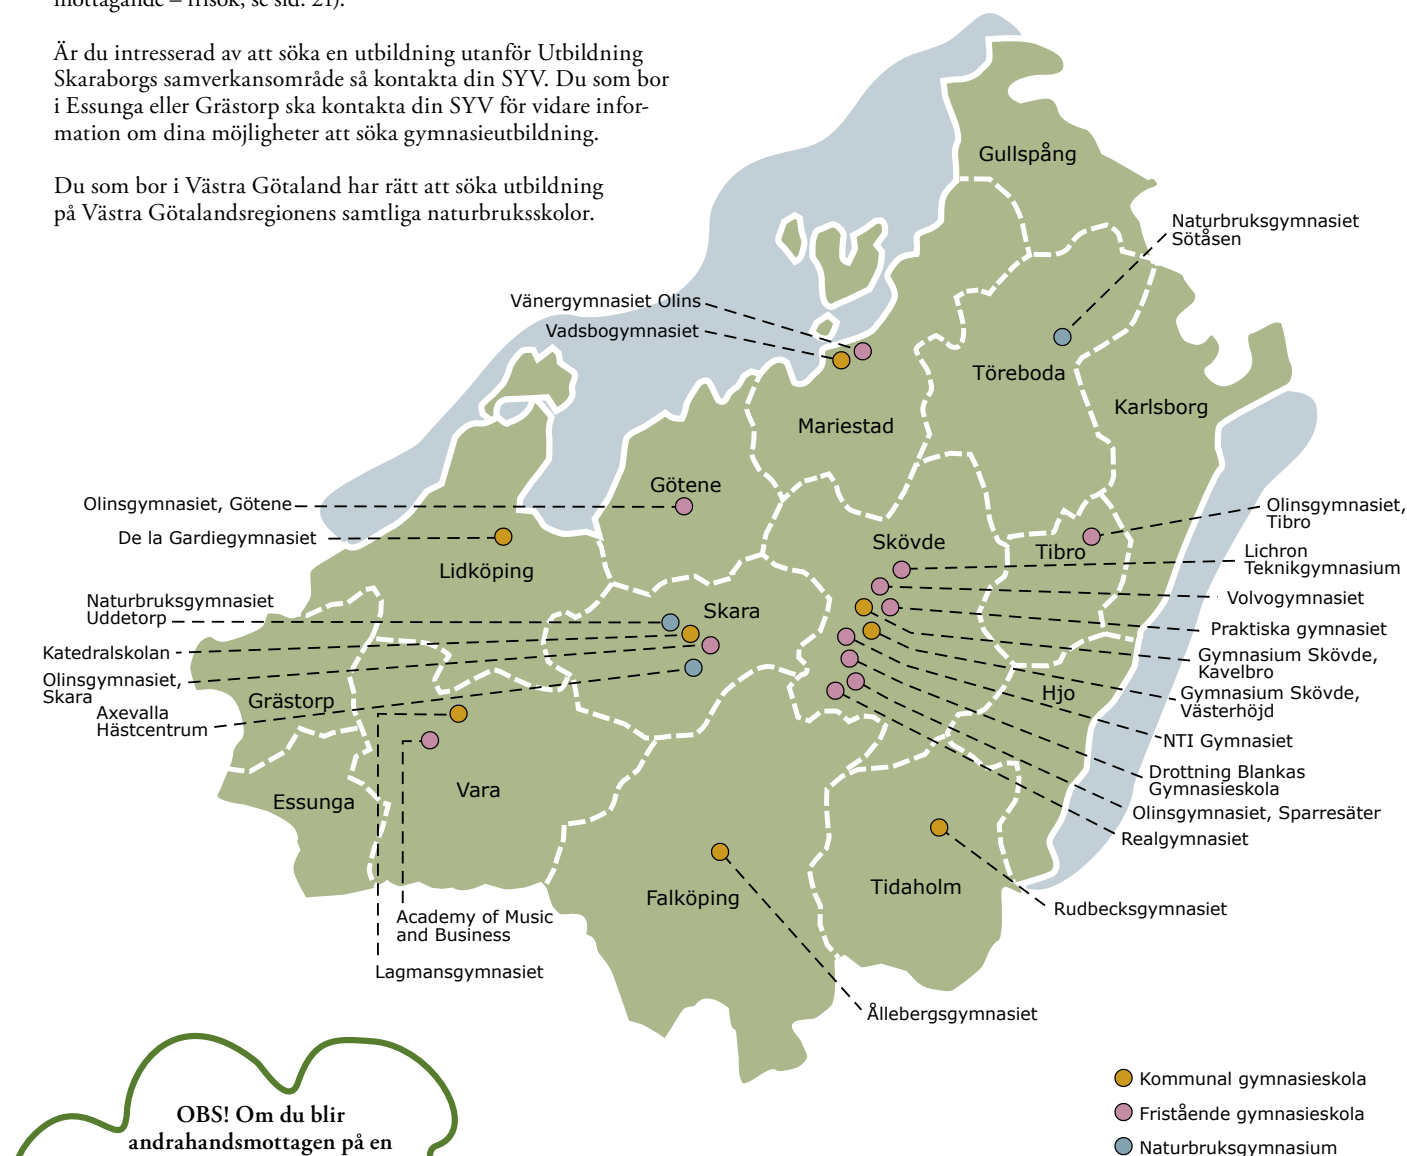 mottagande – frisök, se sid. 21).
Är du intresserad av att söka en utbildning utanför Utbildning
Skaraborgs samverkansområde så kontakta din SYV. Du som bor
i Essunga eller Grästorp ska kontakta din SYV för vidare infor-
mation om dina möjligheter att söka gymnasieutbildning.
Du som bor i Västra Götaland har rätt att söka utbildning
på Västra Götalandsregionens samtliga naturbruksskolor.
Gullspång
Naturbruksgymnasiet
Sötåsen
Vänergymnasiet Olins
Vadsbogymnasiet
Töreboda
Karlsborg
Mariestad
Götene
Olinsgymnasiet, Götene
De la Gardiegymnasiet
Lidköping
Skövde
Tibro
Olinsgymnasiet,
Tibro
Lichron
Teknikgymnasium
Volvogymnasiet
Praktiska gymnasiet
Gymnasium Skövde,
Kavelbro
Gymnasium Skövde,
Västerhöjd
NTI Gymnasiet
Drottning Blankas
Gymnasieskola
Olinsgymnasiet, Sparresäter
Realgymnasiet
Naturbruksgymnasiet
Uddetorp
Skara
Katedralskolan
Olinsgymnasiet,
Skara
Axevalla
Hästcentrum
Grästorp
Hjo
Essunga
Vara
Falköping
Tidaholm
Rudbecksgymnasiet
Academy of Music
and Business
Lagmansgymnasiet
Ållebergsgymnasiet
Kommunal gymnasieskola
Fristående gymnasieskola
Naturbruksgymnasium
OBS! Om du blir
andrahandsmottagen på en